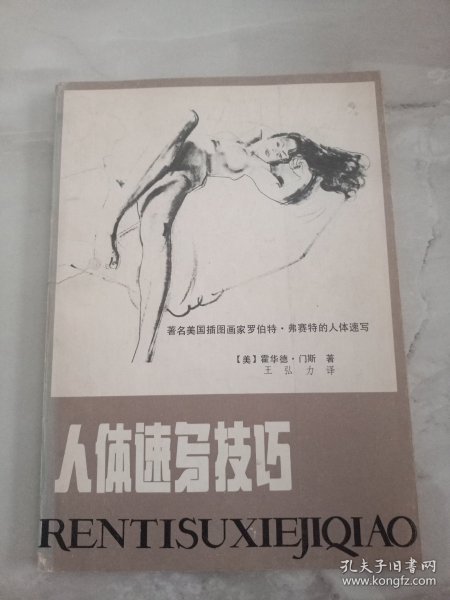 著名美国插图画家罗伯特·弗赛特的人体速写
【美】霍华德·门斯 著
王弘力 译
人体速写技巧
RENTISUXIEJIQIAO
孔夫子旧书网
www.kongfz.com